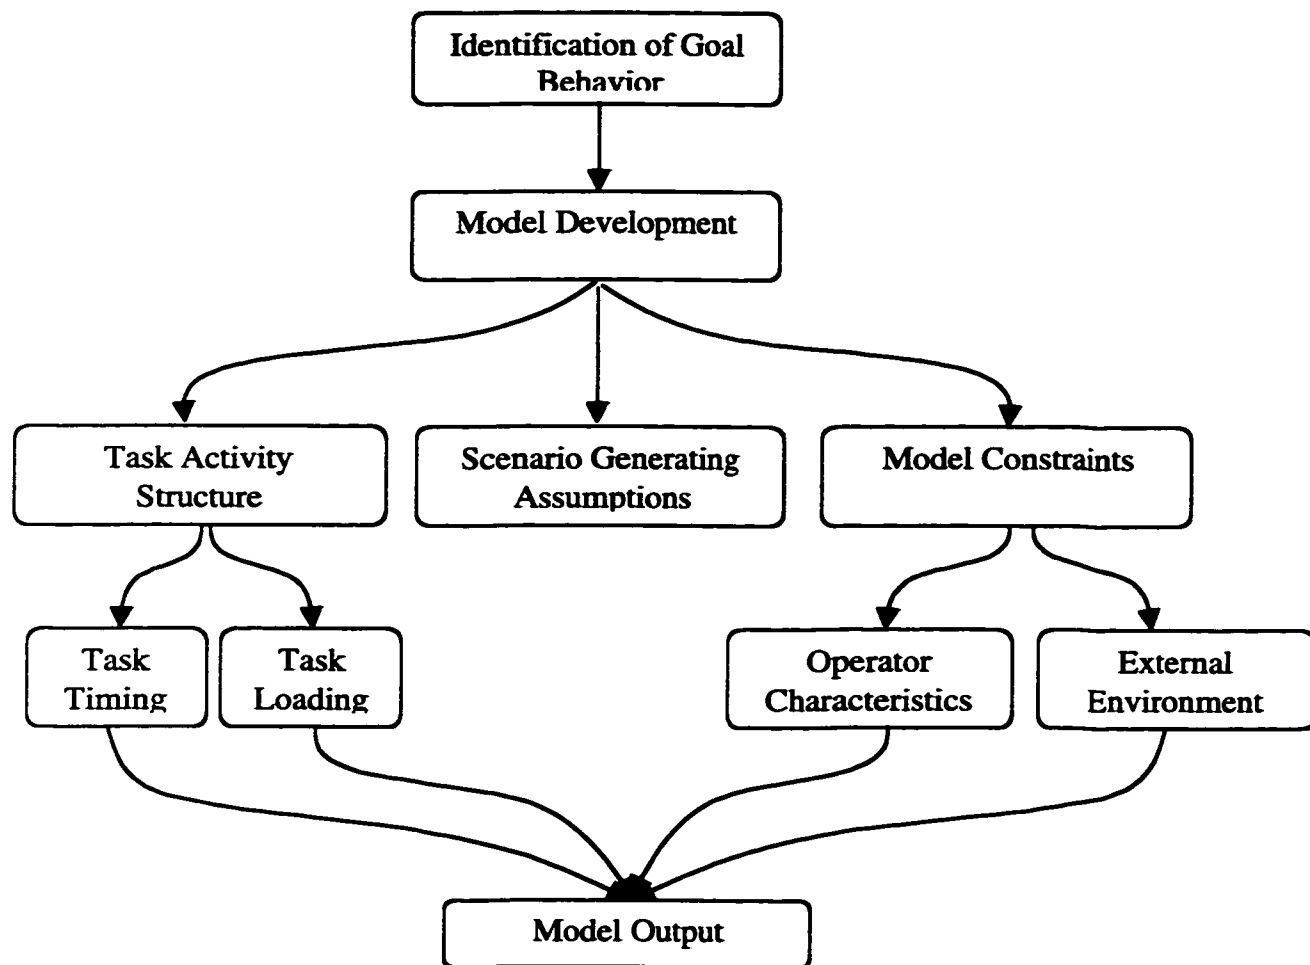 Identification of Goal
Behavior
Model Development
Task Activity
Structure
Scenario Generating
Assumptions
Model Constraints
Task
Timing
Task
Loading
Operator
Characteristics
External
Environment
Model Output